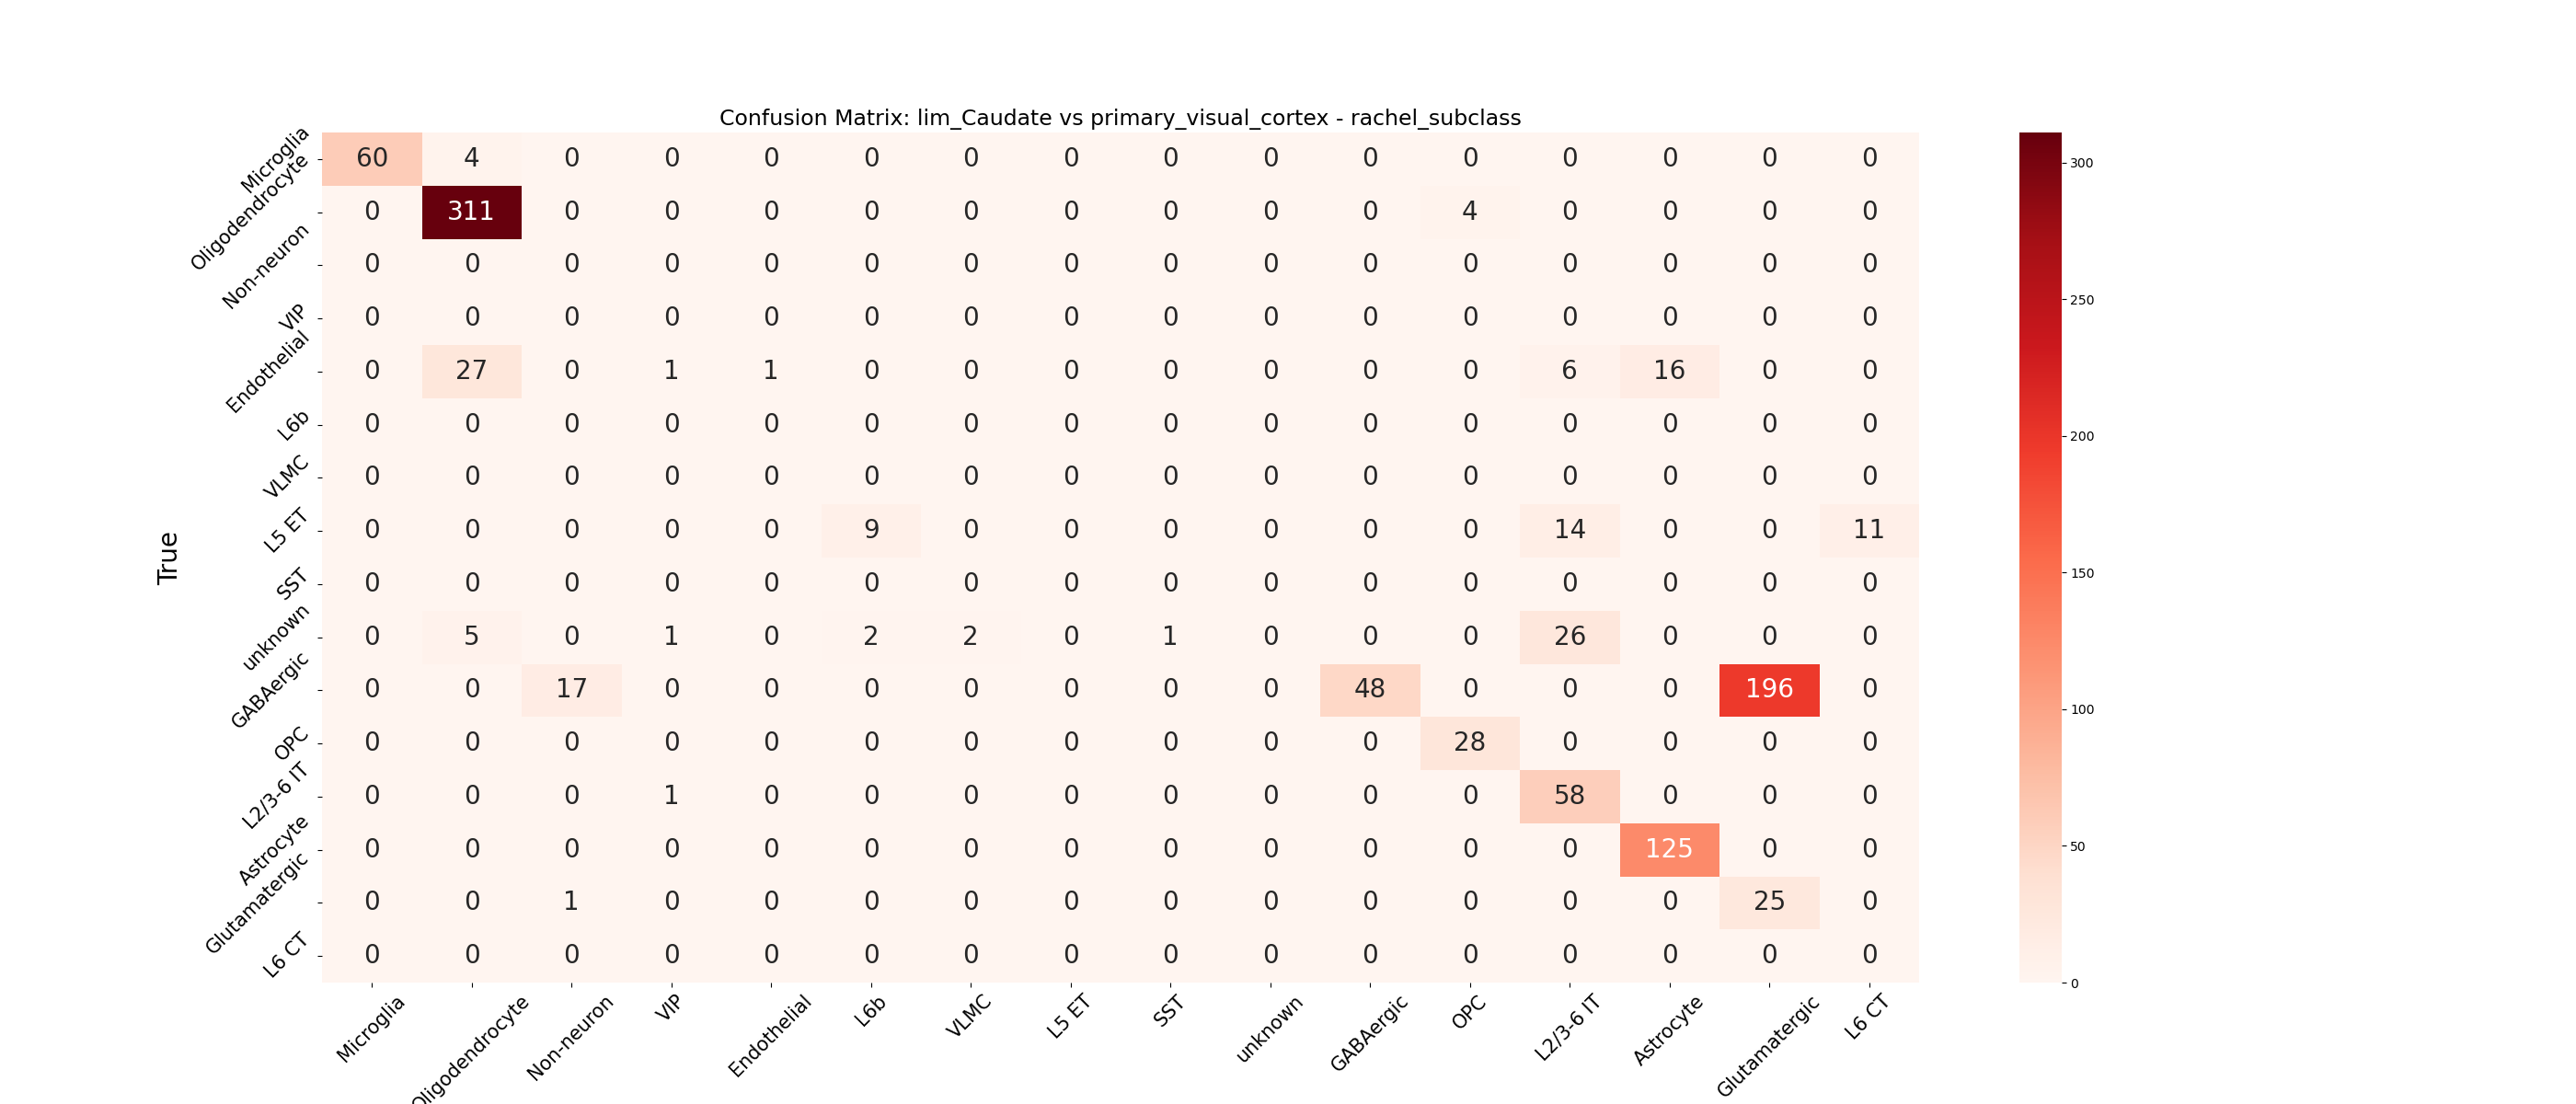 Confusion Matrix: lim_Caudate vs primary_visual_cortex - rachel_subclass
True
Microglia 60 4 0 0 0 0 0 0 0 0 0 0 0 0 0 0
Oligodendrocyte 0 311 0 0 0 0 0 0 0 0 0 4 0 0 0 0
Non-neuron 0 0 0 0 0 0 0 0 0 0 0 0 0 0 0 0
VIP 0 0 0 0 0 0 0 0 0 0 0 0 0 0 0 0
Endothelial 0 27 0 1 1 0 0 0 0 0 0 0 6 16 0 0
L6b 0 0 0 0 0 0 0 0 0 0 0 0 0 0 0 0
VLMC 0 0 0 0 0 0 0 0 0 0 0 0 0 0 0 0
L5 ET 0 0 0 0 0 9 0 0 0 0 0 0 14 0 0 11
SST 0 0 0 0 0 0 0 0 0 0 0 0 0 0 0 0
unknown 0 5 0 1 0 2 2 0 1 0 0 0 26 0 0 0
GABAergic 0 0 17 0 0 0 0 0 0 0 48 0 0 0 196 0
OPC 0 0 0 0 0 0 0 0 0 0 0 28 0 0 0 0
L2/3-6 IT 0 0 0 1 0 0 0 0 0 0 0 0 58 0 0 0
Astrocyte 0 0 0 0 0 0 0 0 0 0 0 0 0 125 0 0
Glutamatergic 0 0 1 0 0 0 0 0 0 0 0 0 0 0 25 0
L6 CT 0 0 0 0 0 0 0 0 0 0 0 0 0 0 0 0
Microglia Oligodendrocyte Non-neuron VIP Endothelial L6b VLMC L5 ET SST unknown GABAergic OPC L2/3-6 IT Astrocyte Glutamatergic L6 CT
300
250
200
150
100
50
0